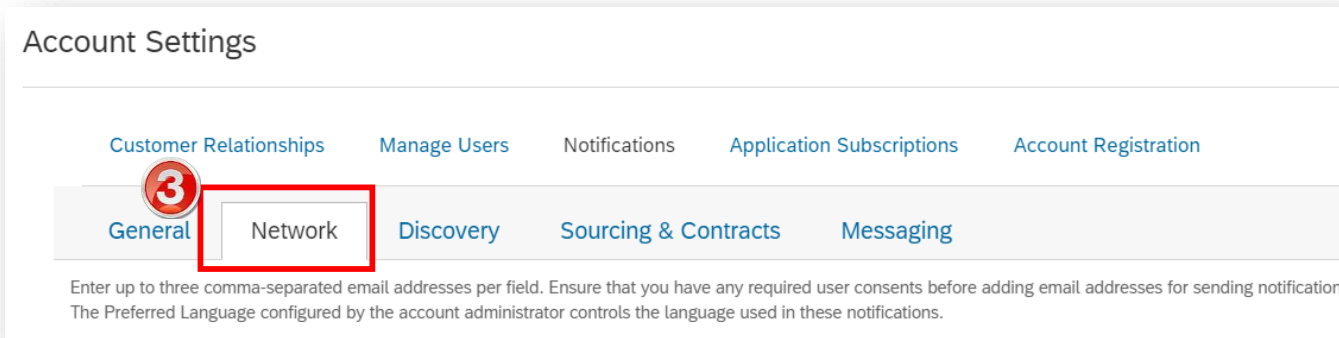 Account Settings
Customer Relationships Manage Users Notifications Application Subscriptions Account Registration
3
General Network Discovery Sourcing & Contracts Messaging
Enter up to three comma-separated email addresses per field. Ensure that you have any required user consents before adding email addresses for sending notification
The Preferred Language configured by the account administrator controls the language used in these notifications.